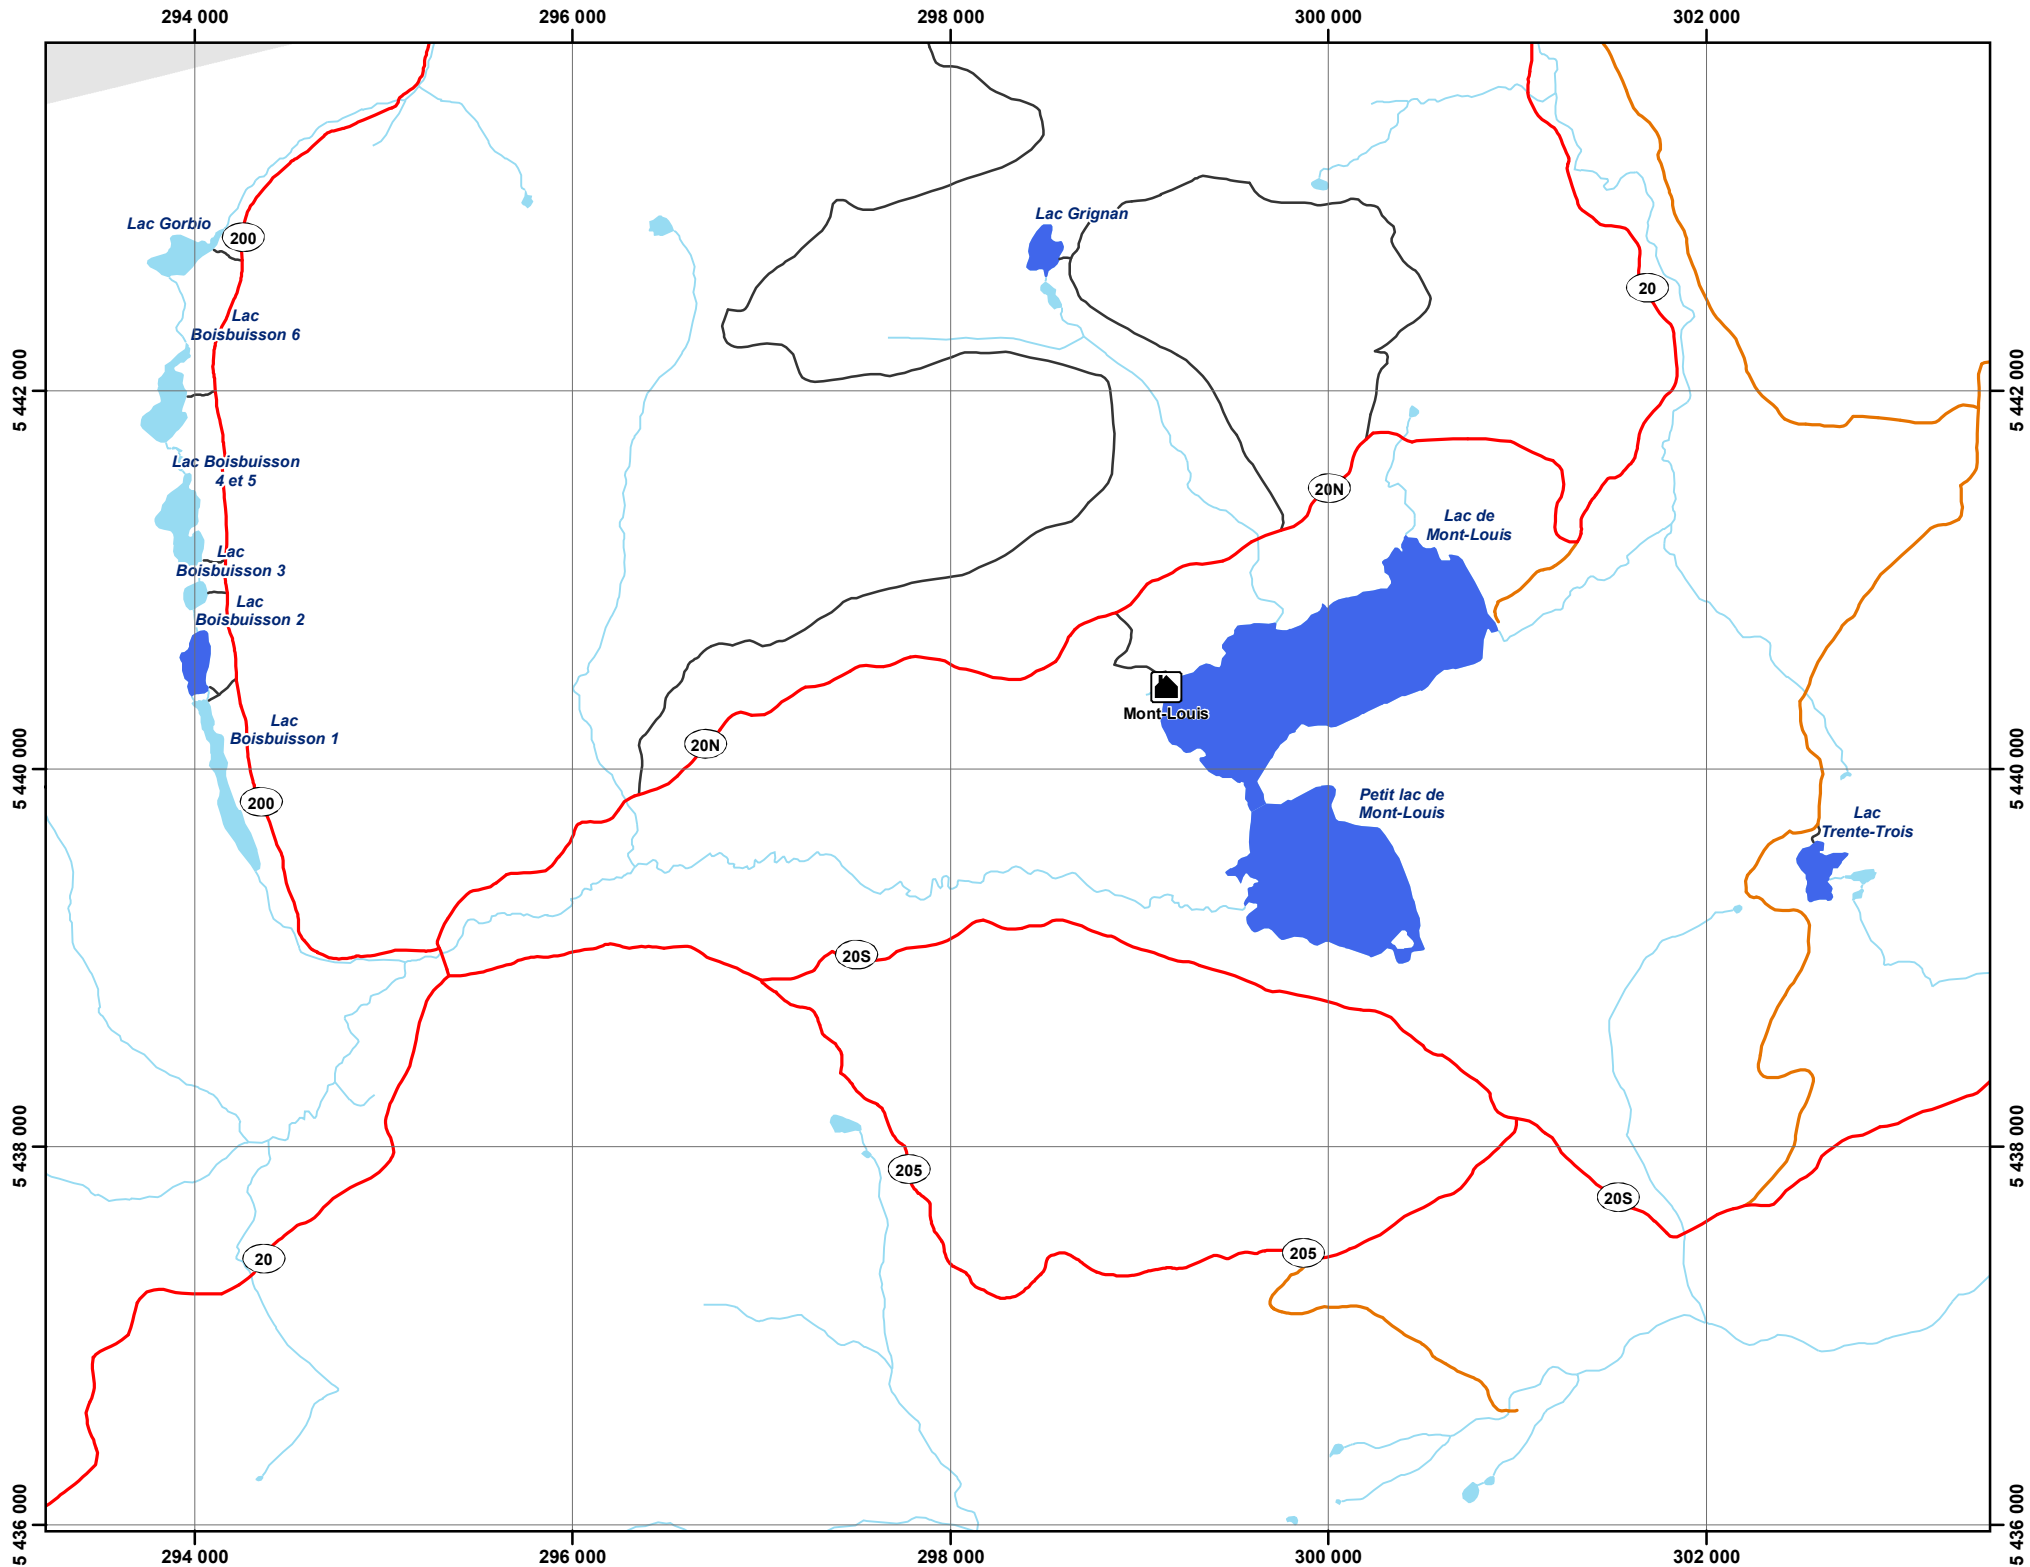 294 000
296 000
298 000
300 000
302 000
Lac Grignan
Lac Gorbio
200
20
Lac
Boisbuisson 6
5 442 000
5 442 000
Lac Boisbuisson
4 et 5
20N
Lac de
Mont-Louis
Lac
Boisbuisson 3
Lac
Boisbuisson 2
Mont-Louis
Lac
Boisbuisson 1
20N
5 440 000
5 440 000
200
Petit lac de
Mont-Louis
Lac
Trente-Trois
20S
5 438 000
5 438 000
205
20S
205
20
5 436 000
5 436 000
294 000
296 000
298 000
300 000
302 000